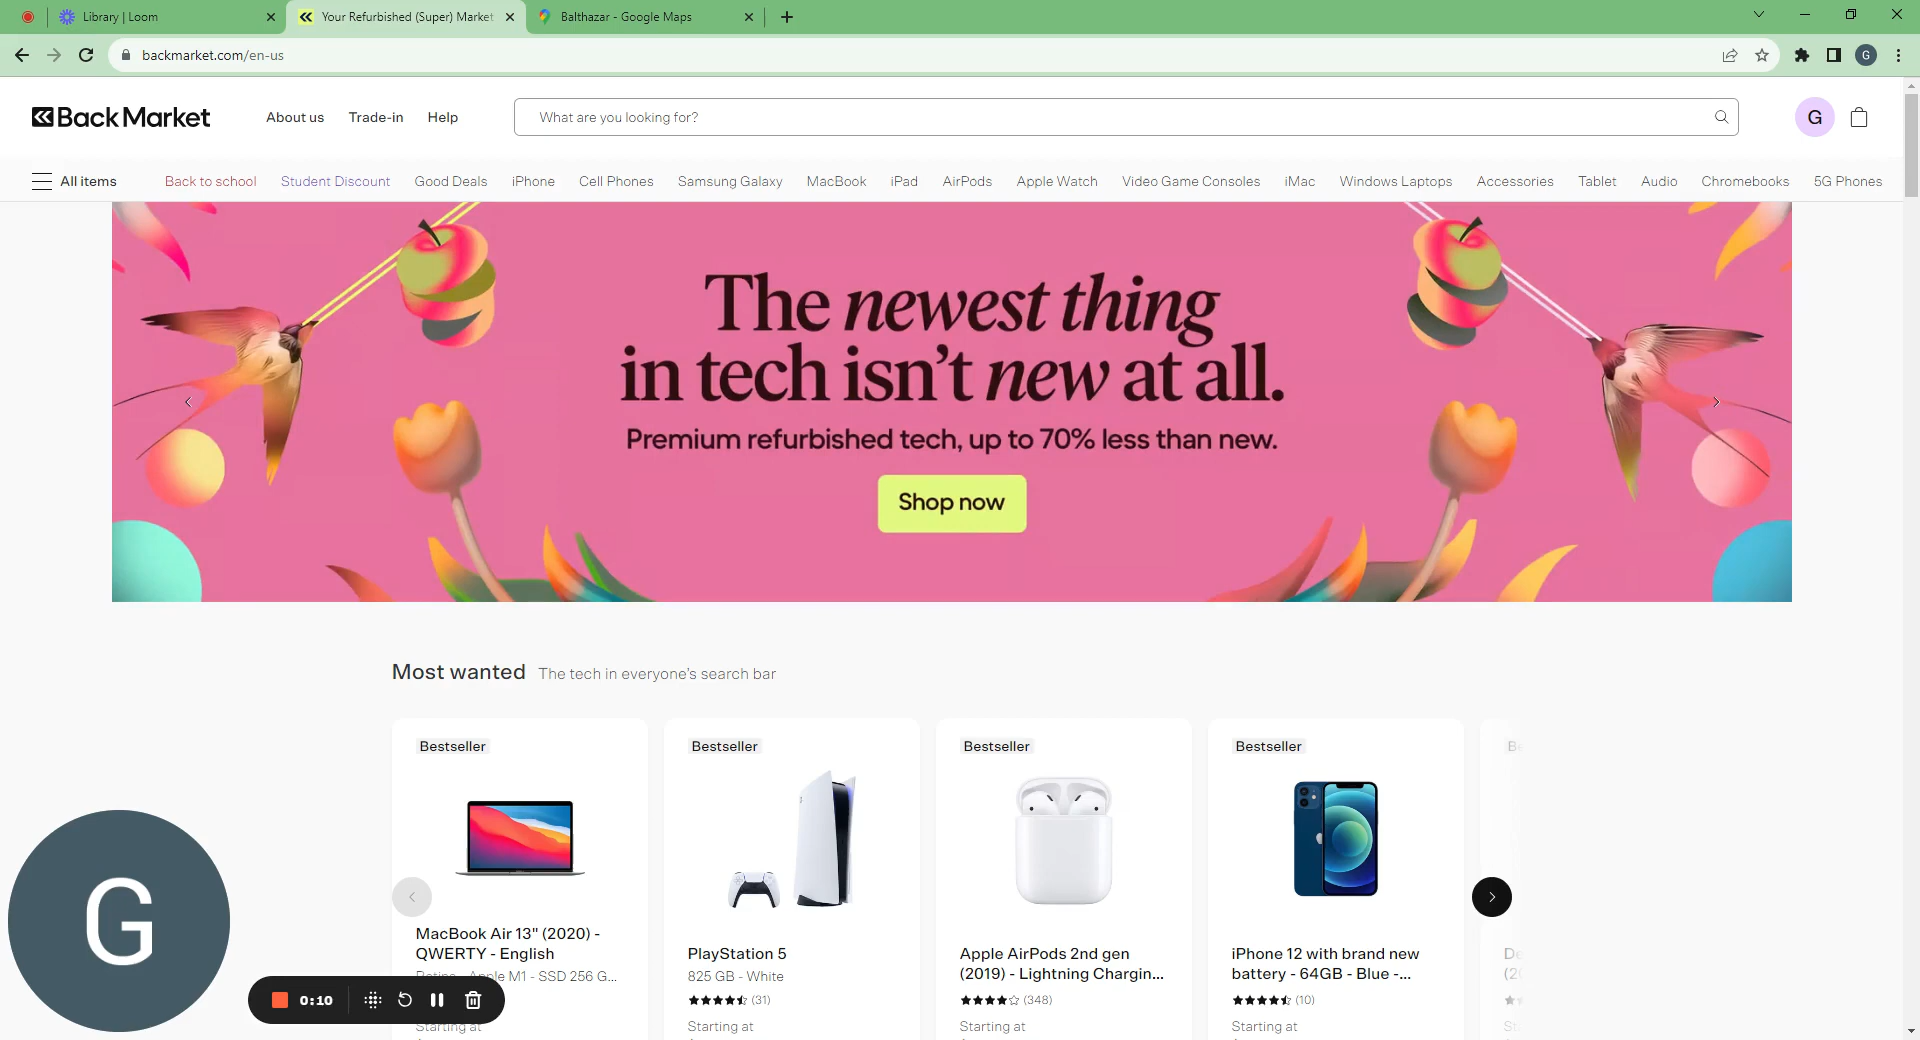 Library | Loom
Your Refurbished (Super) Market
Balthazar - Google Maps
backmarket.com/en-us
G
Back Market
About us
Trade-in
Help
What are you looking for?
G
All items
Back to school
Student Discount
Good Deals
iPhone
Cell Phones
Samsung Galaxy
MacBook
iPad
AirPods
Apple Watch
Video Game Consoles
iMac
Windows Laptops
Accessories
Tablet
Audio
Chromebooks
5G Phones
The newest thing
in tech isn't new at all.
Premium refurbished tech, up to 70% less than new.
Shop now
Most wanted
The tech in everyone's search bar
Bestseller
MacBook Air 13" (2020) -
QWERTY - English
Retina - Apple M1 - SSD 256 G...
Starting at
Bestseller
PlayStation 5
825 GB - White
(31)
Starting at
Bestseller
Apple AirPods 2nd gen
(2019) - Lightning Chargin...
(348)
Starting at
Bestseller
iPhone 12 with brand new
battery - 64GB - Blue -...
(10)
Starting at
G
0:10